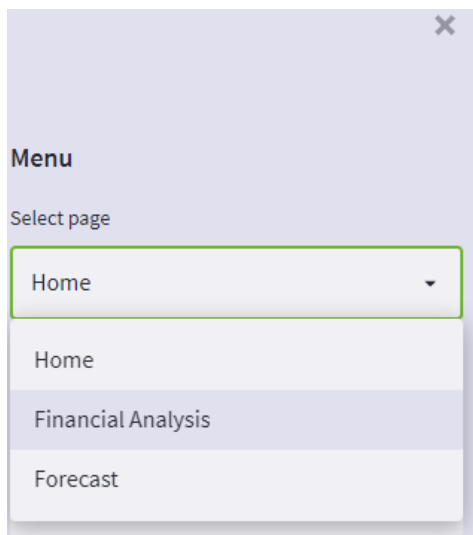 Menu
Select page
Home
Home
Financial Analysis
Forecast